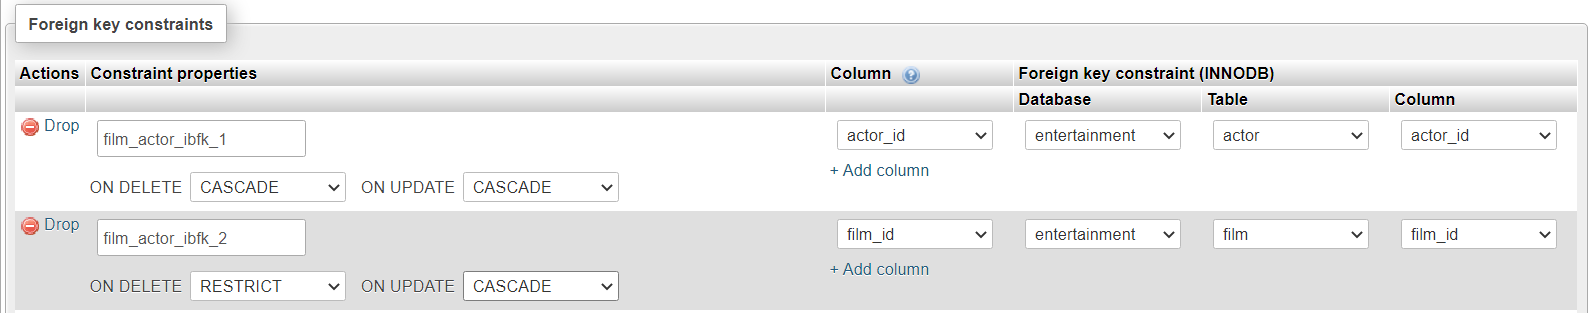 Foreign key constraints
Actions Constraint properties Column Foreign key constraint (INNODB)
Database Table Column
Drop film_actor_ibfk_1 actor_id entertainment actor actor_id
+ Add column
ON DELETE CASCADE ON UPDATE CASCADE
Drop film_actor_ibfk_2 film_id entertainment film film_id
+ Add column
ON DELETE RESTRICT ON UPDATE CASCADE